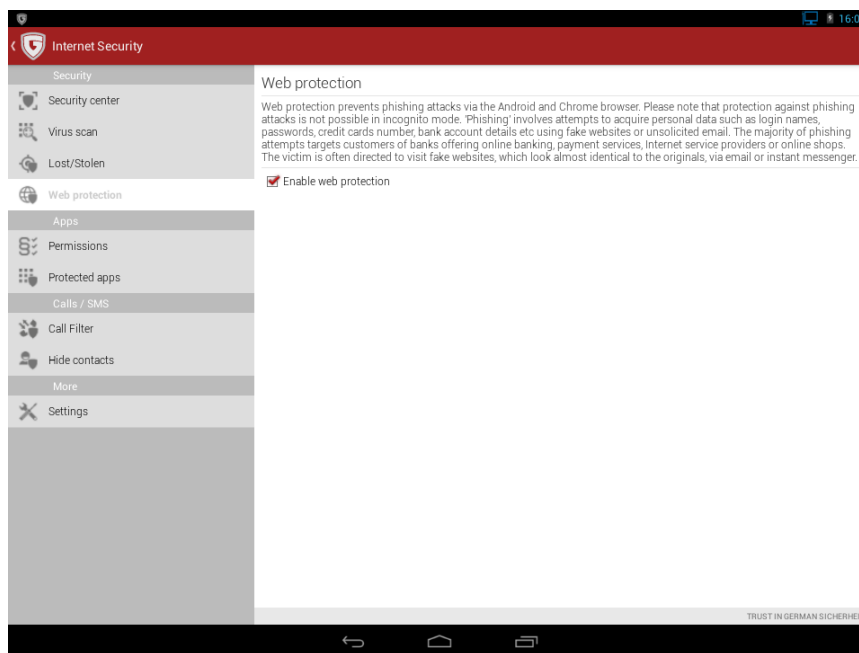 16:0
Internet Security
Security
Security center
Virus scan
Lost/Stolen
Web protection
Apps
Permissions
Protected apps
Calls / SMS
Call Filter
Hide contacts
More
Settings
Web protection
Web protection prevents phishing attacks via the Android and Chrome browser. Please note that protection against phishing
attacks is not possible in incognito mode. 'Phishing' involves attempts to acquire personal data such as login names,
passwords, credit cards number, bank account details etc using fake websites or unsolicited email. The majority of phishing
attempts targets customers of banks offering online banking, payment services, Internet service providers or online shops.
The victim is often directed to visit fake websites, which look almost identical to the originals, via email or instant messenger.
Enable web protection
TRUST IN GERMAN SICHERHE